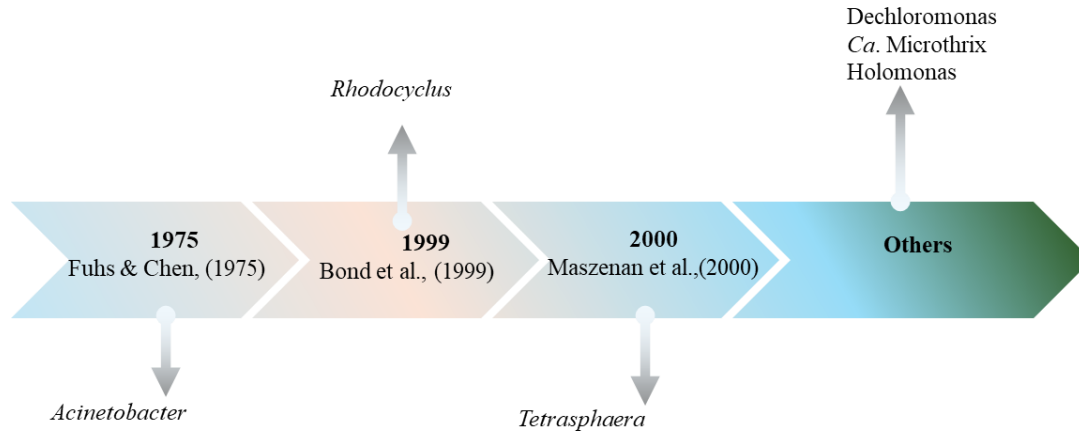 Dechloromonas
Ca. Microthrix
Holomonas
Rhodocyclus
1975
Fuhs & Chen, (1975)
1999
Bond et al., (1999)
2000
Maszenan et al.,(2000)
Others
Acinetobacter
Tetrasphaera